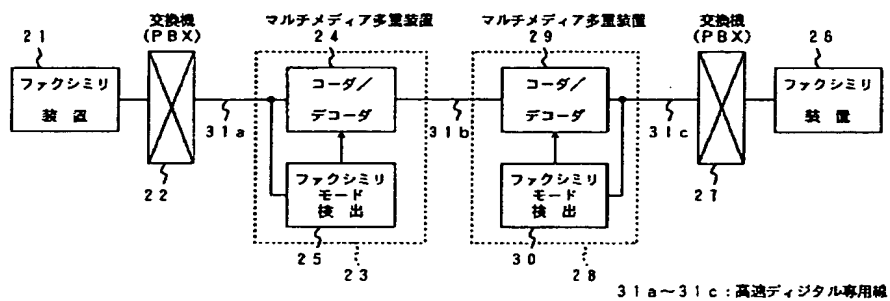 交換機
(PBX)
マルチメディア多重装置
マルチメディア多重装置
交換機
(PBX)
21
24
29
26
ファクシミリ
装置
コーダ/
デコーダ
コーダ/
デコーダ
ファクシミリ
装置
31a
31b
31c
22
ファクシミリ
モード
検出
ファクシミリ
モード
検出
27
25
23
30
28
31a~31c:高速ディジタル専用線